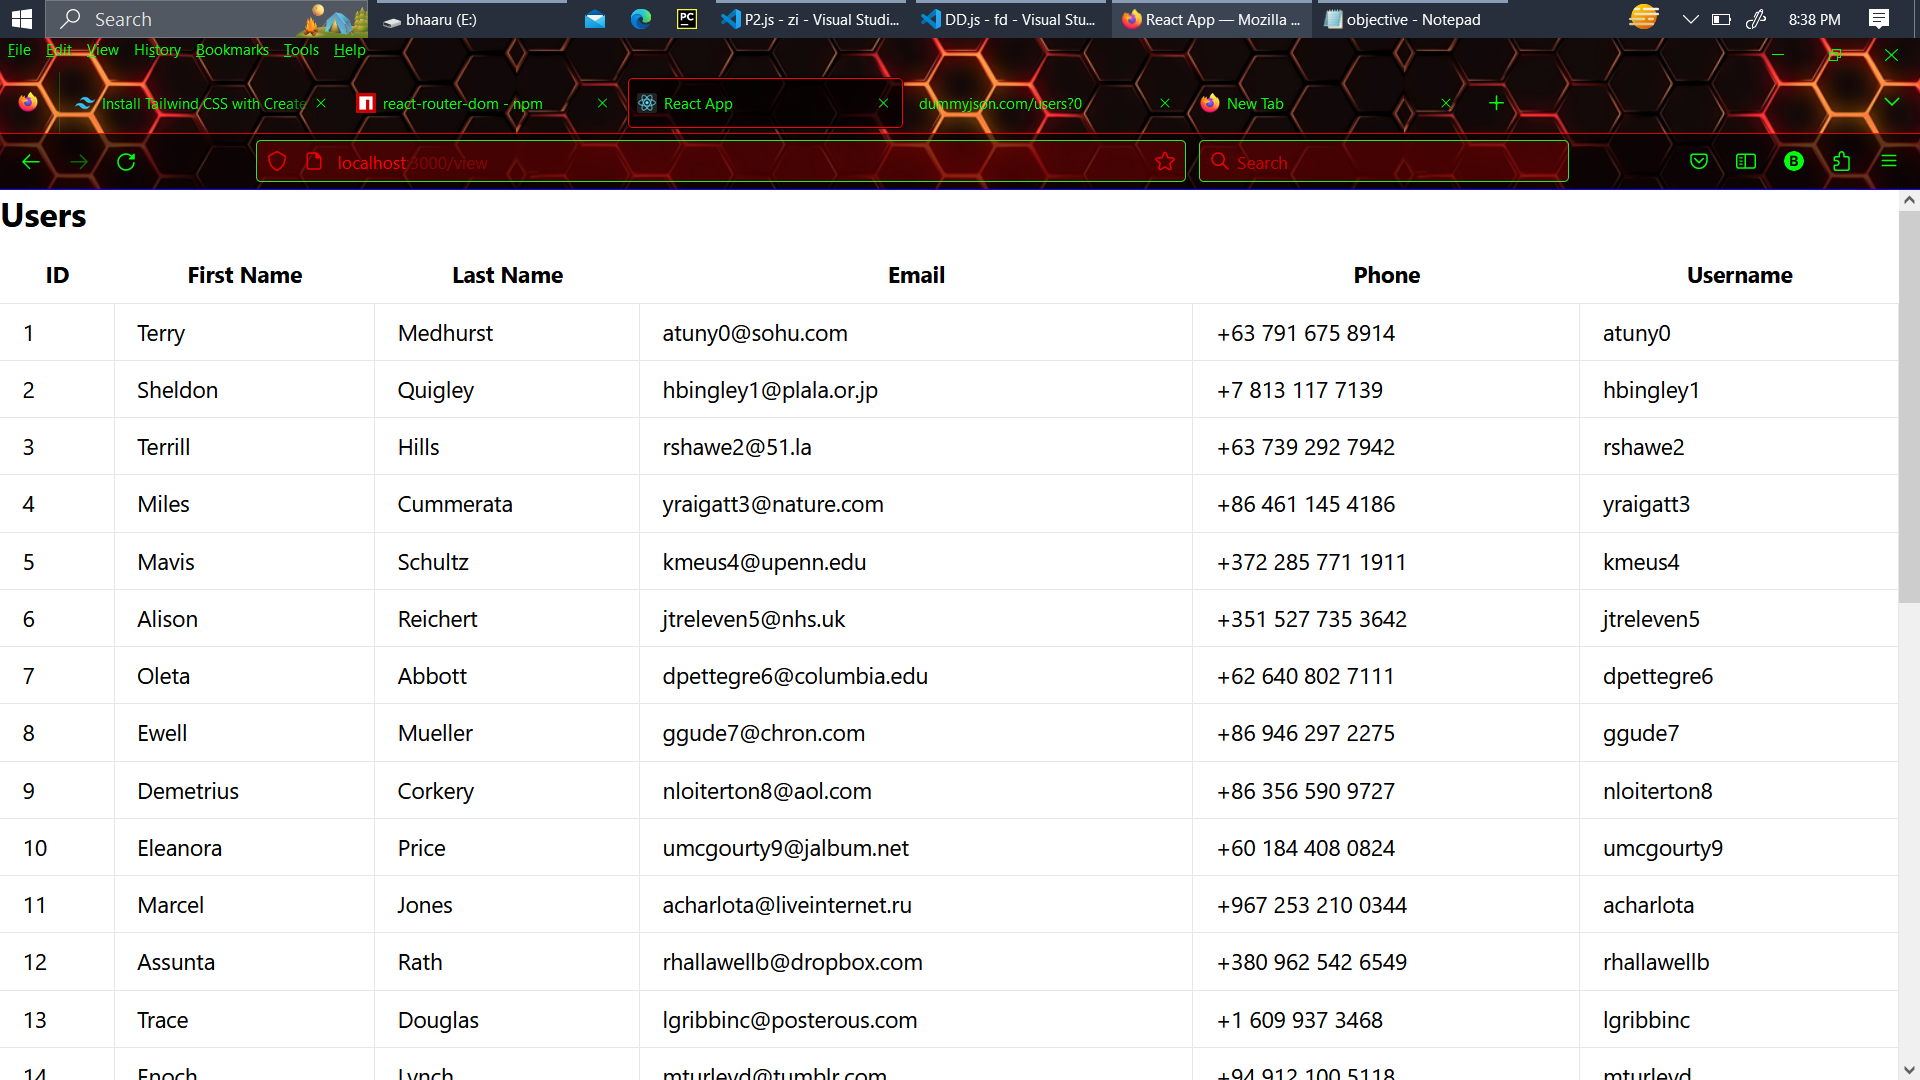 Search bhaaru (E:) PC P2.js - zi - Visual Studi... DD.js - fd - Visual Stu... React App — Mozilla ... objective - Notepad 8:38 PM
File Edit View History Bookmarks Tools Help
Install Tailwind CSS with Create react-router-dom - npm React App dummyjson.com/users?0 New Tab
localhost:3000/view Search B
Users
ID First Name Last Name Email Phone Username
1 Terry Medhurst atuny0@sohu.com +63 791 675 8914 atuny0
2 Sheldon Quigley hbingley1@plala.or.jp +7 813 117 7139 hbingley1
3 Terrill Hills rshawe2@51.la +63 739 292 7942 rshawe2
4 Miles Cummerata yraigatt3@nature.com +86 461 145 4186 yraigatt3
5 Mavis Schultz kmeus4@upenn.edu +372 285 771 1911 kmeus4
6 Alison Reichert jtreleven5@nhs.uk +351 527 735 3642 jtreleven5
7 Oleta Abbott dpettegre6@columbia.edu +62 640 802 7111 dpettegre6
8 Ewell Mueller ggude7@chron.com +86 946 297 2275 ggude7
9 Demetrius Corkery nloiterton8@aol.com +86 356 590 9727 nloiterton8
10 Eleanora Price umcgourty9@jalbum.net +60 184 408 0824 umcgourty9
11 Marcel Jones acharlota@liveinternet.ru +967 253 210 0344 acharlota
12 Assunta Rath rhallawellb@dropbox.com +380 962 542 6549 rhallawellb
13 Trace Douglas lgribbinc@posterous.com +1 609 937 3468 lgribbinc
14 Enoch Lynch mturleyd@tumblr.com +94 912 100 5118 mturleyd